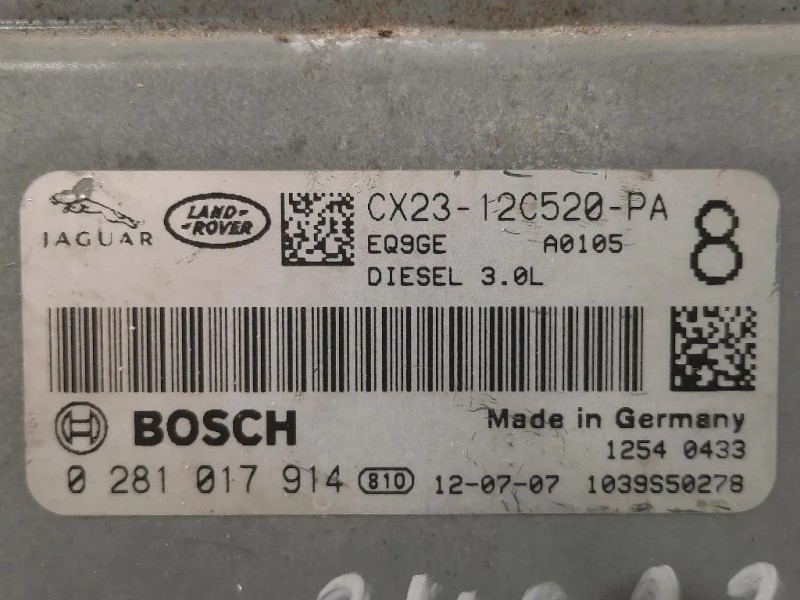 JAGUAR
LAND-
-ROVER
CX23-12C520-PA
EQ9GE A0105
DIESEL 3.0L
8
BOSCH
Made in Germany
1254 0433
0 281 017 914 810 12-07-07 1039S50278